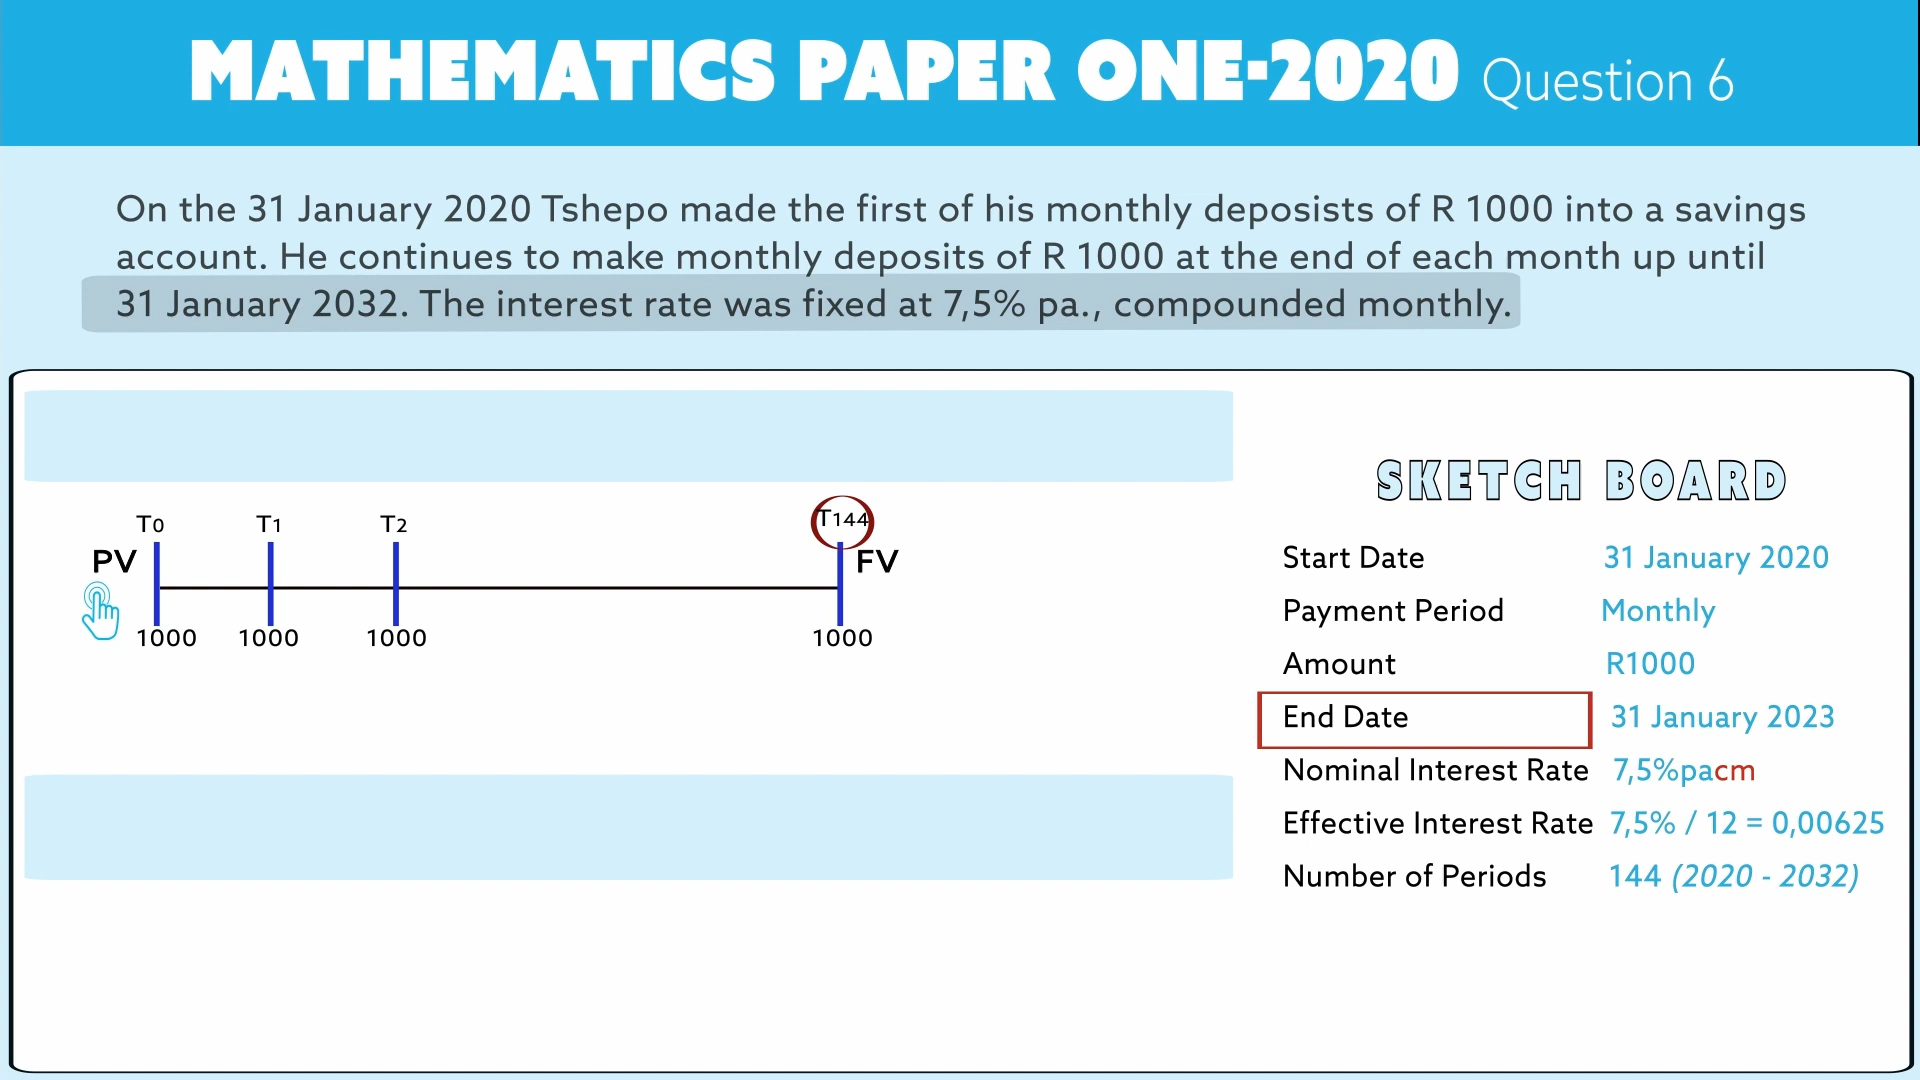 MATHEMATICS PAPER ONE-2020 Question 6
On the 31 January 2020 Tshepo made the first of his monthly deposists of R 1000 into a savings
account. He continues to make monthly deposits of R 1000 at the end of each month up until
31 January 2032. The interest rate was fixed at 7,5% pa., compounded monthly.
T0 T1 T2 T144
PV FV
1000 1000 1000 1000
SKETCH BOARD
Start Date 31 January 2020
Payment Period Monthly
Amount R1000
End Date 31 January 2023
Nominal Interest Rate 7,5%pacm
Effective Interest Rate 7,5% / 12 = 0,00625
Number of Periods 144 (2020 - 2032)